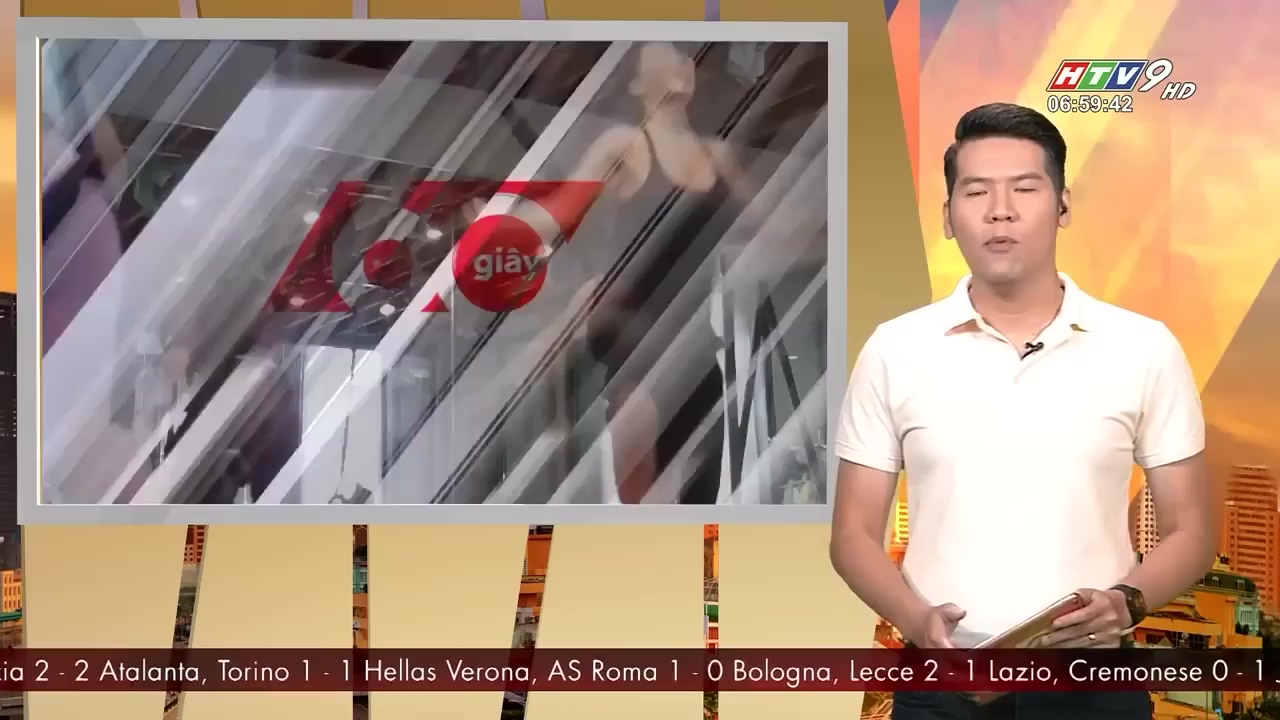 HTV9 HD
06:59:42
60 giây
2 - 2 Atalanta, Torino 1 - 1 Hellas Verona, AS Roma 1 - 0 Bologna, Lecce 2 - 1 Lazio, Cremonese 0 - 1